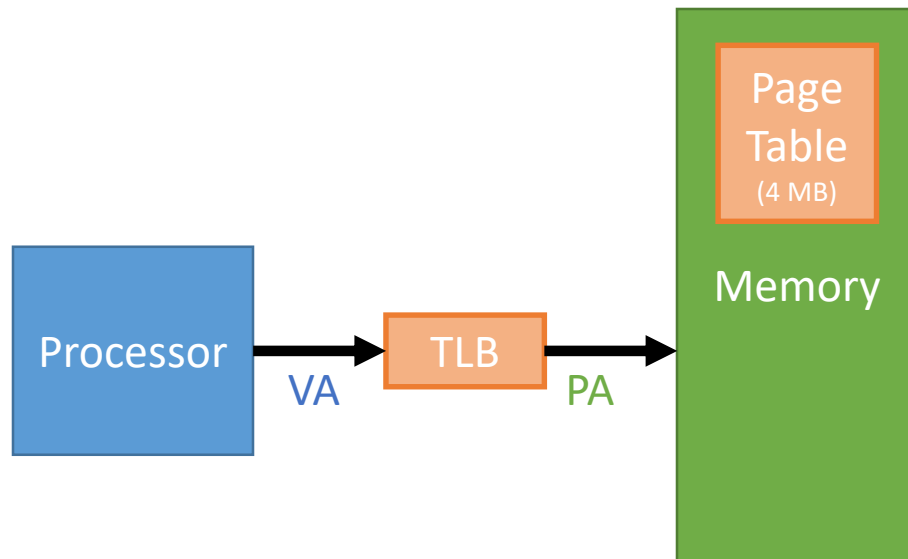 Page
Table
(4 MB)
Memory
Processor
TLB
VA
PA